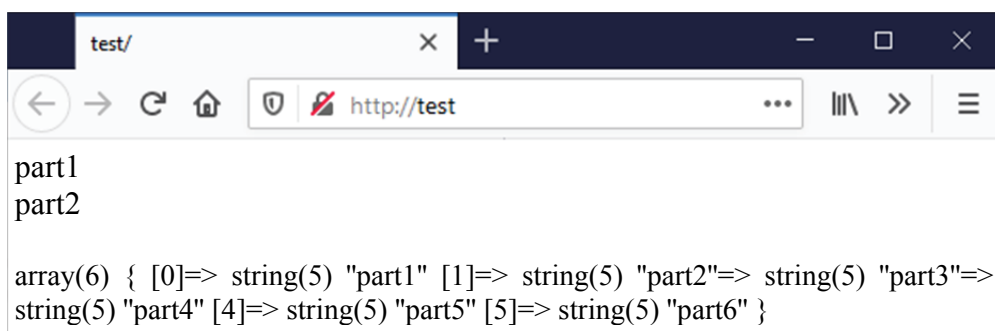 test/
http://test
part1
part2
array(6) { [0]=> string(5) "part1" [1]=> string(5) "part2"=> string(5) "part3"=>
string(5) "part4" [4]=> string(5) "part5" [5]=> string(5) "part6" }